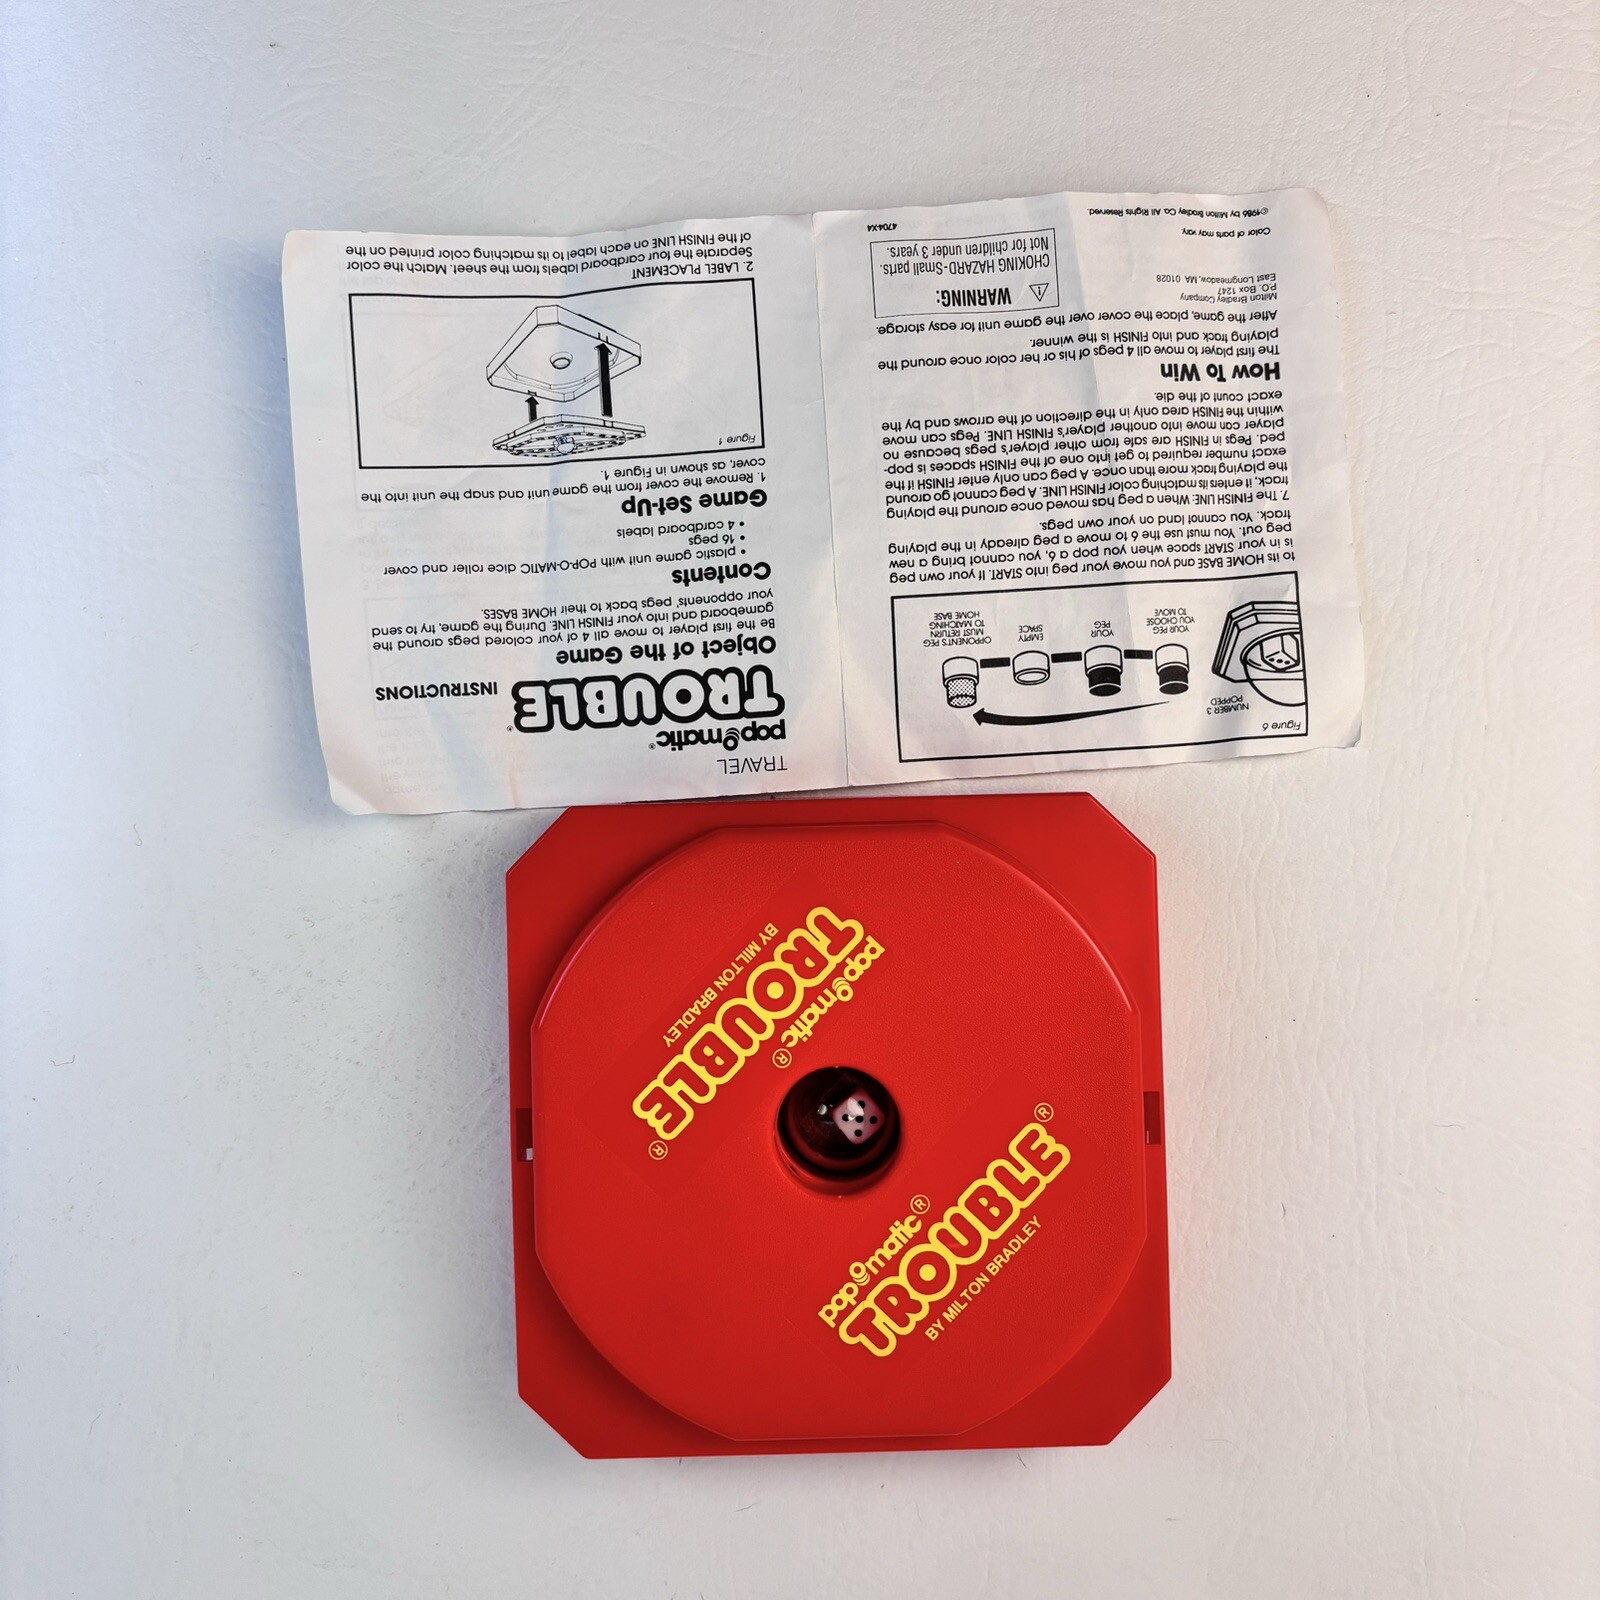 TRAVEL
pop-o-matic®
TROUBLE® INSTRUCTIONS
Object of the Game
Be the first player to move all 4 of your colored pegs around the
gameboard and into your FINISH LINE. During the game, try to send
your opponents' pegs back to their HOME BASES.
Contents
• plastic game unit with POP-O-MATIC dice roller and cover
• 16 pegs
• 4 cardboard labels
Game Set-Up
1. Remove the cover from the game unit and snap the unit into the
cover, as shown in Figure 1.
Figure 1
2. LABEL PLACEMENT
Separate the four cardboard labels from the sheet. Match the color
of the FINISH LINE on each label to its matching color printed on the
Figure 6
NUMBER 3
POPPED
YOUR PEG
YOU CHOOSE
TO MOVE
YOUR
PEG
EMPTY
SPACE
OPPONENT'S PEG
MUST RETURN
TO MATCHING
HOME BASE
to its HOME BASE and you move your peg into START. If your own peg
is in your START space when you pop a 6, you cannot bring a new
peg out. You must use the 6 to move a peg already in the playing
track. You cannot land on your own pegs.
7. The FINISH LINE: When a peg has moved once around the playing
track, it enters its matching color FINISH LINE. A peg cannot go around
the playing track more than once. A peg can only enter FINISH if the
exact number required to get into one of the FINISH spaces is pop-
ped. Pegs in FINISH are safe from other player's pegs because no
player can move into another player's FINISH LINE. Pegs can move
within the FINISH area only in the direction of the arrows and by the
exact count of the die.
How To Win
The first player to move all 4 pegs of his or her color once around the
playing track and into FINISH is the winner.
After the game, place the cover over the game unit for easy storage.
Milton Bradley Company
P.O. Box 1247
East Longmeadow, MA 01028
Color of parts may vary.
©1986 by Milton Bradley Co. All Rights Reserved.
WARNING:
CHOKING HAZARD-Small parts.
Not for children under 3 years.
4704-X4
pop-o-matic®
TROUBLE®
BY MILTON BRADLEY
pop-o-matic®
TROUBLE®
BY MILTON BRADLEY